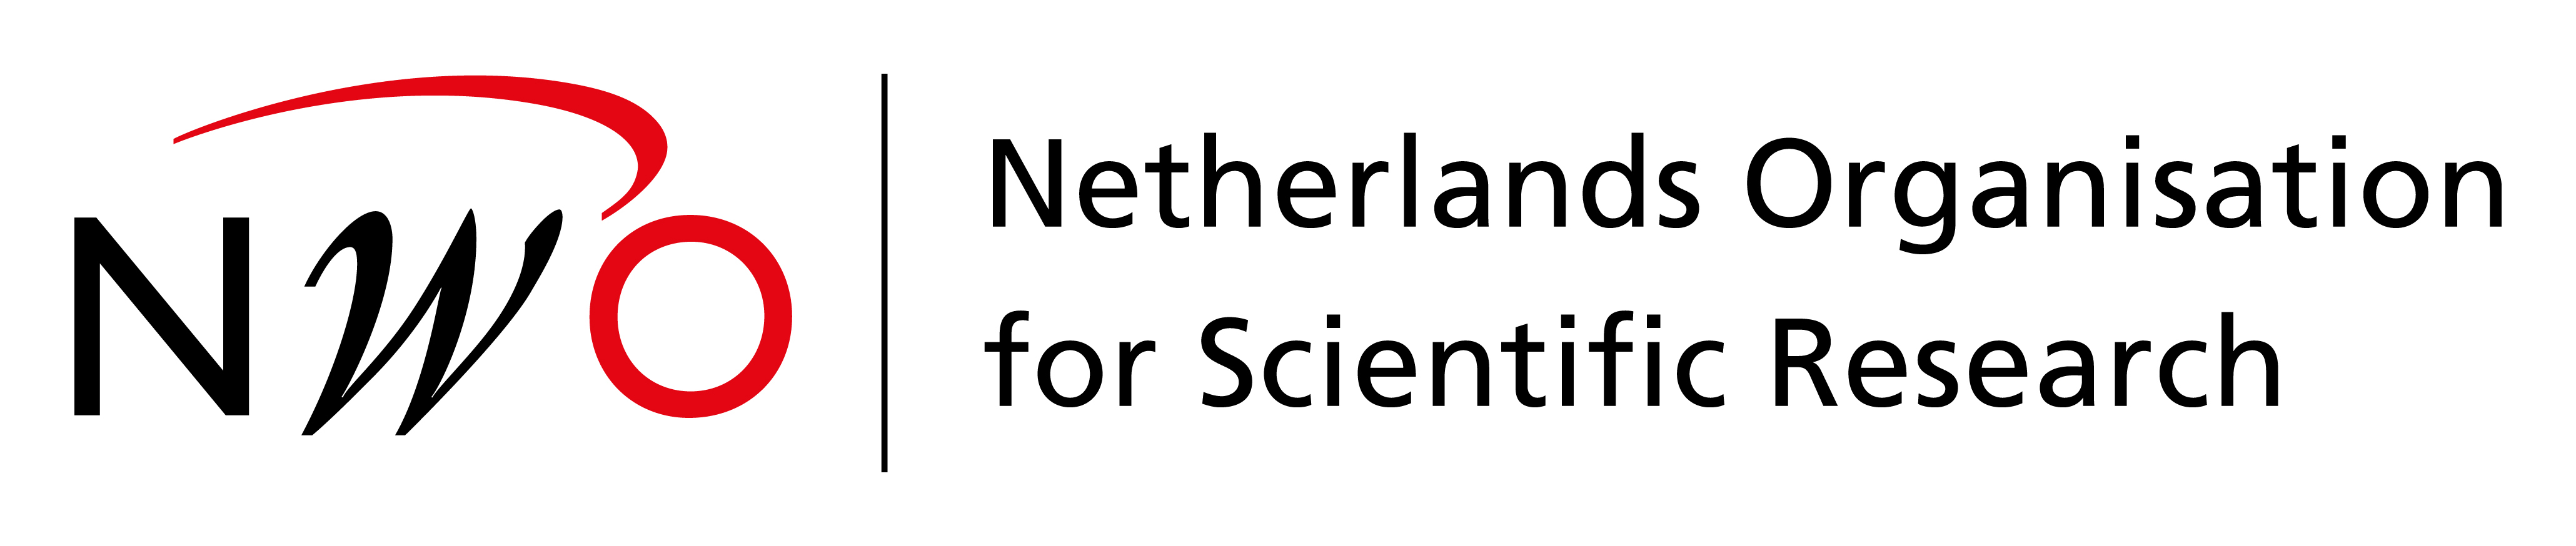 NWO
Netherlands Organisation
for Scientific Research